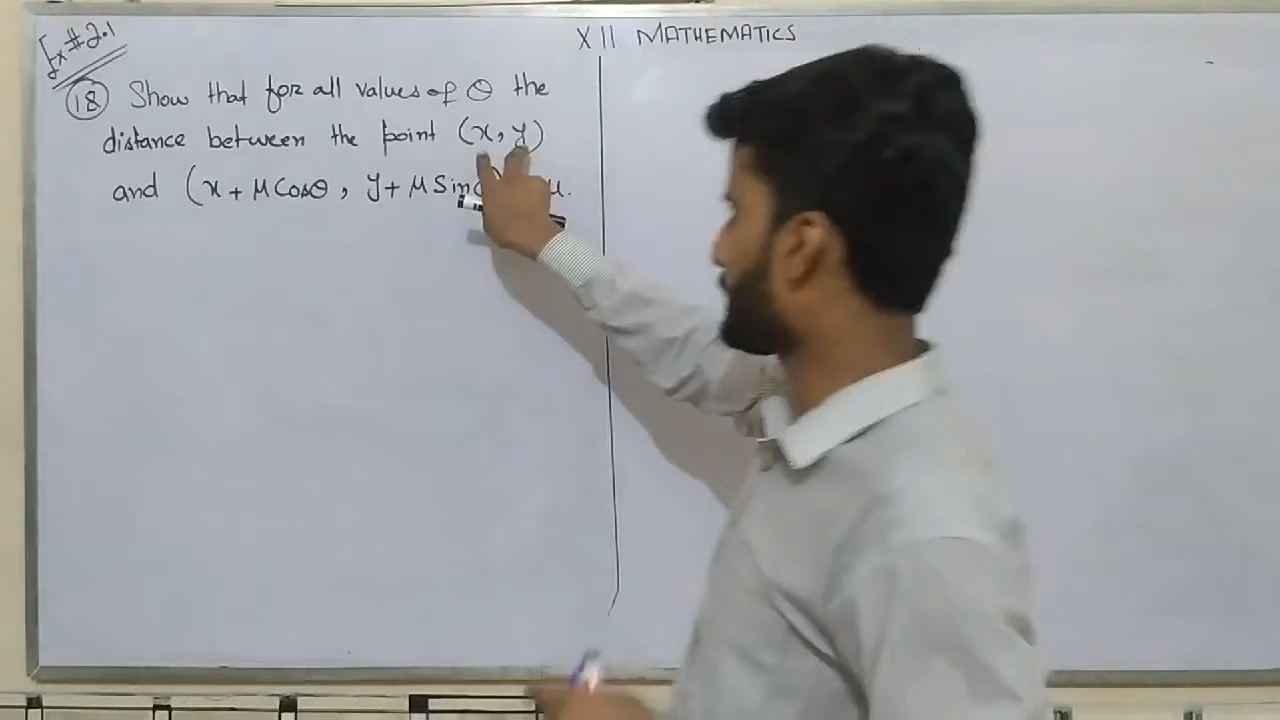 Ex # 2.1
XII MATHEMATICS
18 Show that for all values of θ the
distance between the point (x, y)
and (x + μ Cosθ, y + μ Sin μ.